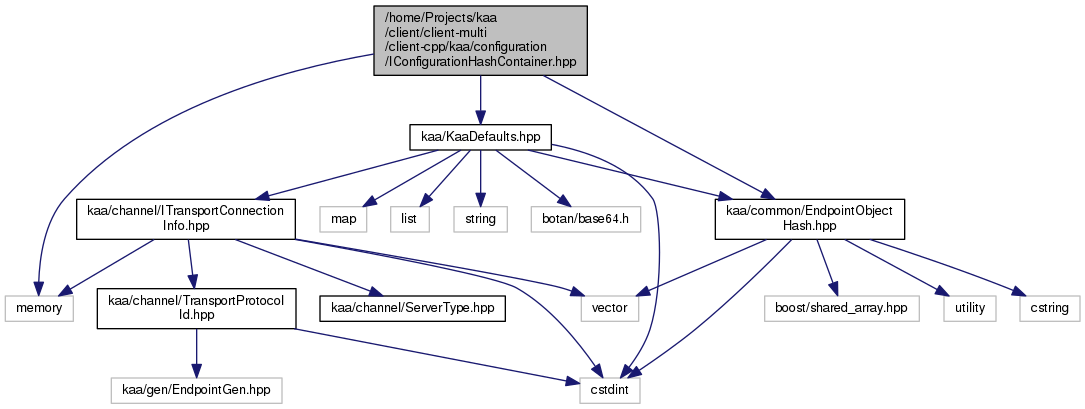 /home/Projects/kaa
/client/client-multi
/client-cpp/kaa/configuration
/IConfigurationHashContainer.hpp
kaa/KaaDefaults.hpp
kaa/channel/ITransportConnection
Info.hpp
map
list
string
botan/base64.h
kaa/common/EndpointObject
Hash.hpp
memory
kaa/channel/TransportProtocol
Id.hpp
kaa/channel/ServerType.hpp
vector
boost/shared_array.hpp
utility
cstring
kaa/gen/EndpointGen.hpp
cstdint